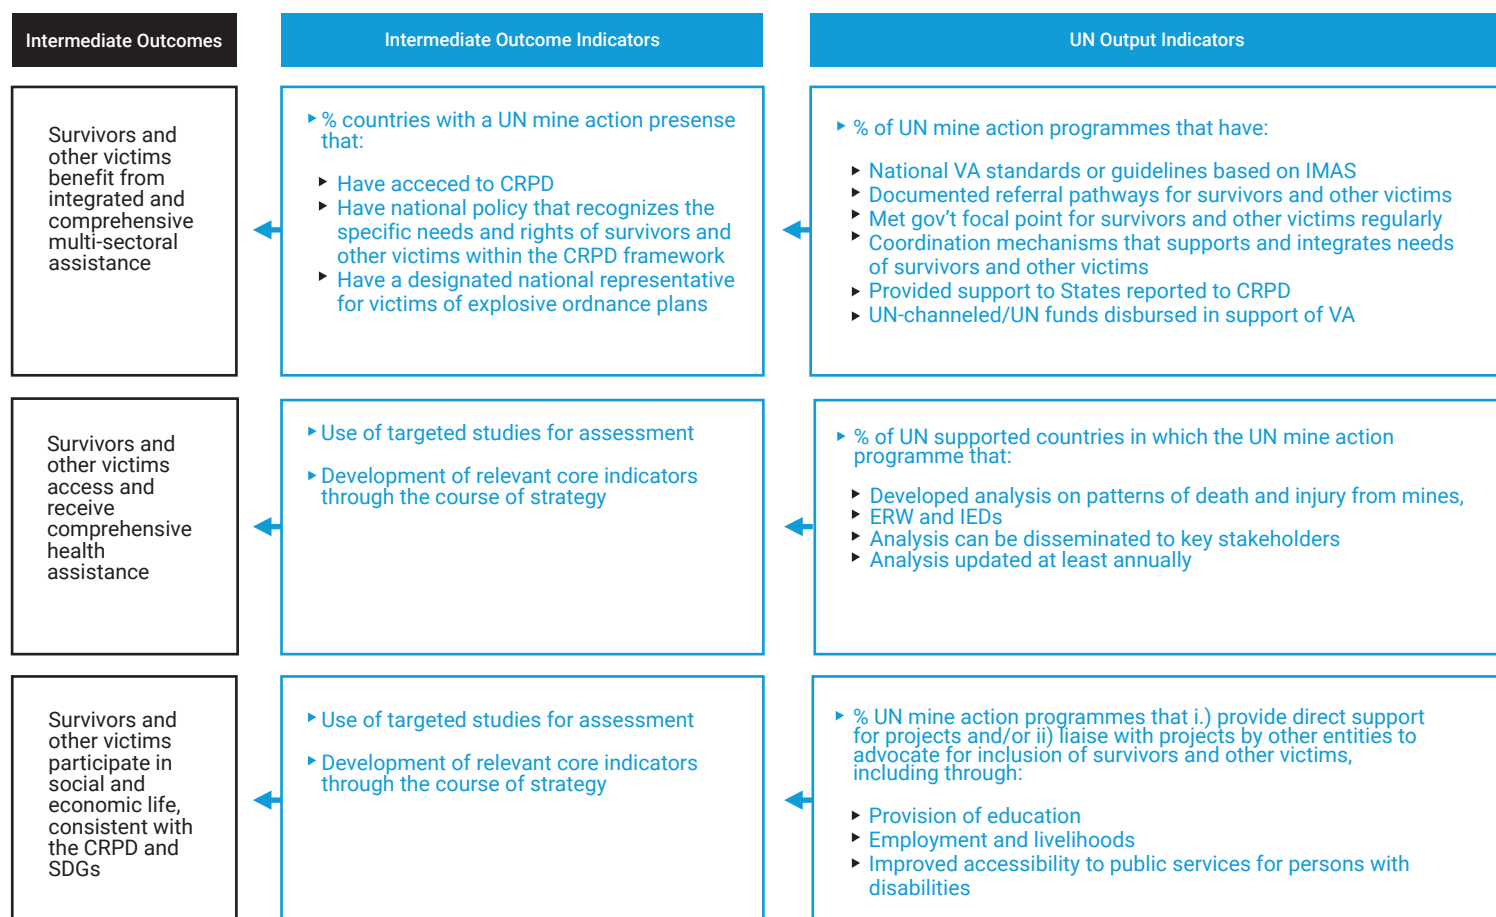 Intermediate Outcomes
Intermediate Outcome Indicators
UN Output Indicators
Survivors and
other victims
benefit from
integrated and
comprehensive
multi-sectoral
assistance
% countries with a UN mine action presense
that:
Have acceced to CRPD
Have national policy that recognizes the
specific needs and rights of survivors and
other victims within the CRPD framework
Have a designated national representative
for victims of explosive ordnance plans
% of UN mine action programmes that have:
National VA standards or guidelines based on IMAS
Documented referral pathways for survivors and other victims
Met gov't focal point for survivors and other victims regularly
Coordination mechanisms that supports and integrates needs
of survivors and other victims
Provided support to States reported to CRPD
UN-channeled/UN funds disbursed in support of VA
Survivors and
other victims
access and
receive
comprehensive
health
assistance
Use of targeted studies for assessment
Development of relevant core indicators
through the course of strategy
% of UN supported countries in which the UN mine action
programme that:
Developed analysis on patterns of death and injury from mines,
ERW and IEDs
Analysis can be disseminated to key stakeholders
Analysis updated at least annually
Survivors and
other victims
participate in
social and
economic life,
consistent with
the CRPD and
SDGs
Use of targeted studies for assessment
Development of relevant core indicators
through the course of strategy
% UN mine action programmes that i.) provide direct support
for projects and/or ii) liaise with projects by other entities to
advocate for inclusion of survivors and other victims,
including through:
Provision of education
Employment and livelihoods
Improved accessibility to public services for persons with
disabilities